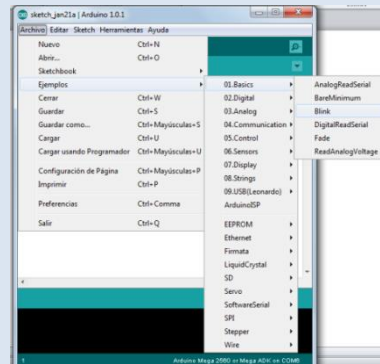 sketch_jan21a | Arduino 1.0.1
Archivo Editar Sketch Herramientas Ayuda
Nuevo Ctrl+N
Abrir... Ctrl+O
Sketchbook
Ejemplos
Cerrar Ctrl+W
Guardar Ctrl+S
Guardar como... Ctrl+Mayúsculas+S
Cargar Ctrl+U
Cargar usando Programador Ctrl+Mayúsculas+U
Configuración de Página Ctrl+Mayúsculas+P
Imprimir Ctrl+P
Preferencias Ctrl+Comma
Salir Ctrl+Q
01.Basics
02.Digital
03.Analog
04.Communication
05.Control
06.Sensors
07.Display
08.Strings
09.USB(Leonardo)
ArduinoISP
EEPROM
Ethernet
Firmata
LiquidCrystal
SD
Servo
SoftwareSerial
SPI
Stepper
Wire
AnalogReadSerial
BareMinimum
Blink
DigitalReadSerial
Fade
ReadAnalogVoltage
1 Arduino Mega 2560 or Mega ADK on COM8